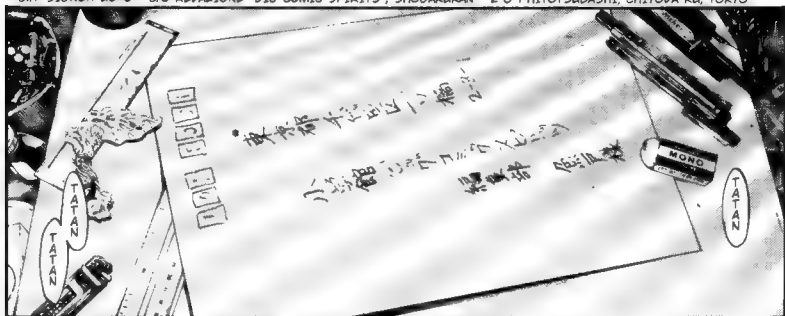 C/O REDAZIONE "BIG COMIC SPIRITS", SHOGAKUKAN 2-3-1 HITOTSUBASHI, CHIYODA-KU, TOKYO
東京都千代田区一ツ橋
2-3-1
小学館ビッグコミックスピリッツ
編集部 様
MONO
TATAN
TATAN
TATAN